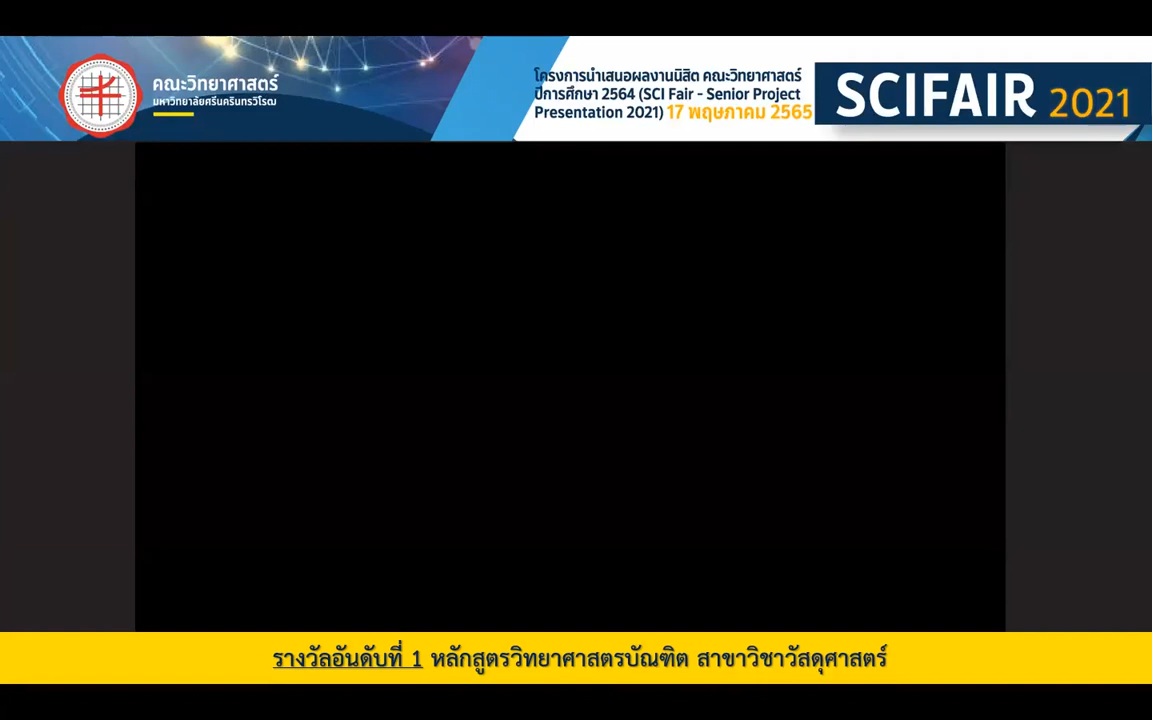 คณะวิทยาศาสตร์
มหาวิทยาลัยศรีนครินทรวิโรฒ
โครงการนำเสนอผลงานนิสิต คณะวิทยาศาสตร์
ปีการศึกษา 2564 (SCI Fair - Senior Project
Presentation 2021) 17 พฤษภาคม 2565
SCIFAIR 2021
รางวัลอันดับที่ 1 หลักสูตรวิทยาศาสตรบัณฑิต สาขาวิชาวัสดุศาสตร์